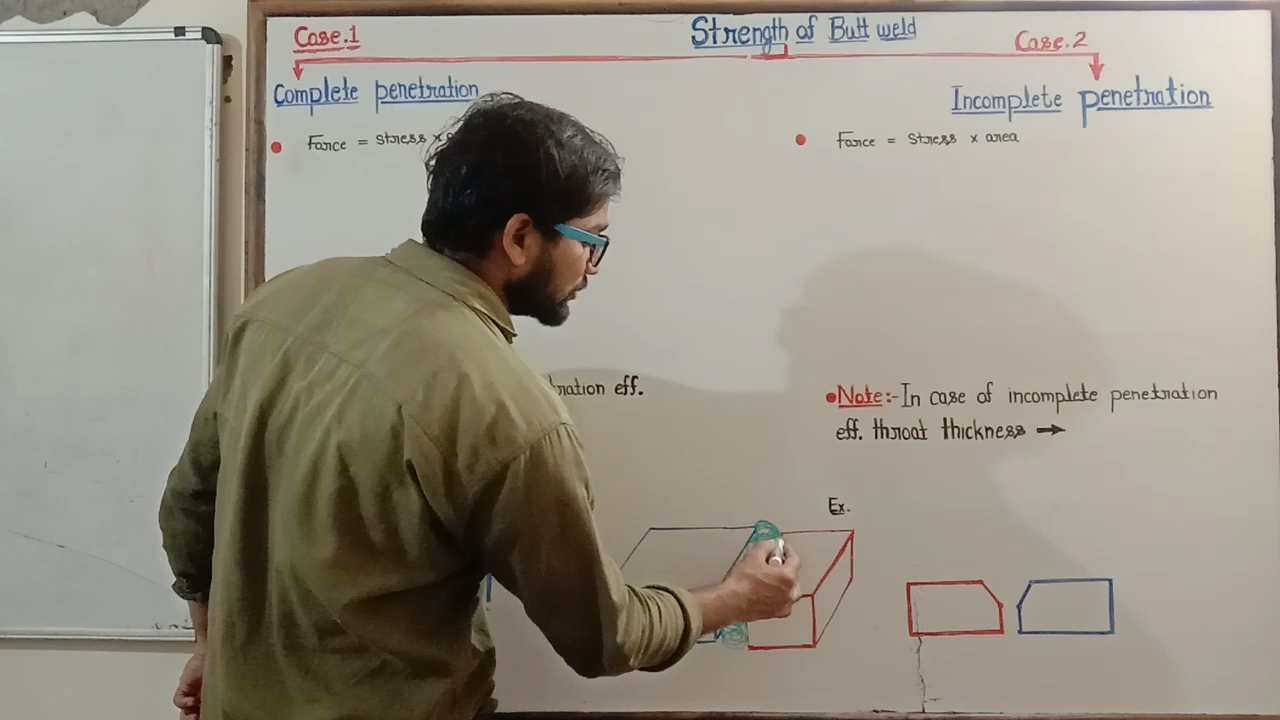 Strength of Butt weld
Case.1
Case.2
Complete penetration
Incomplete penetration
Force = stress ×
Force = stress × area
eff.
Note:-In case of incomplete penetration
eff. throat thickness →
Ex.